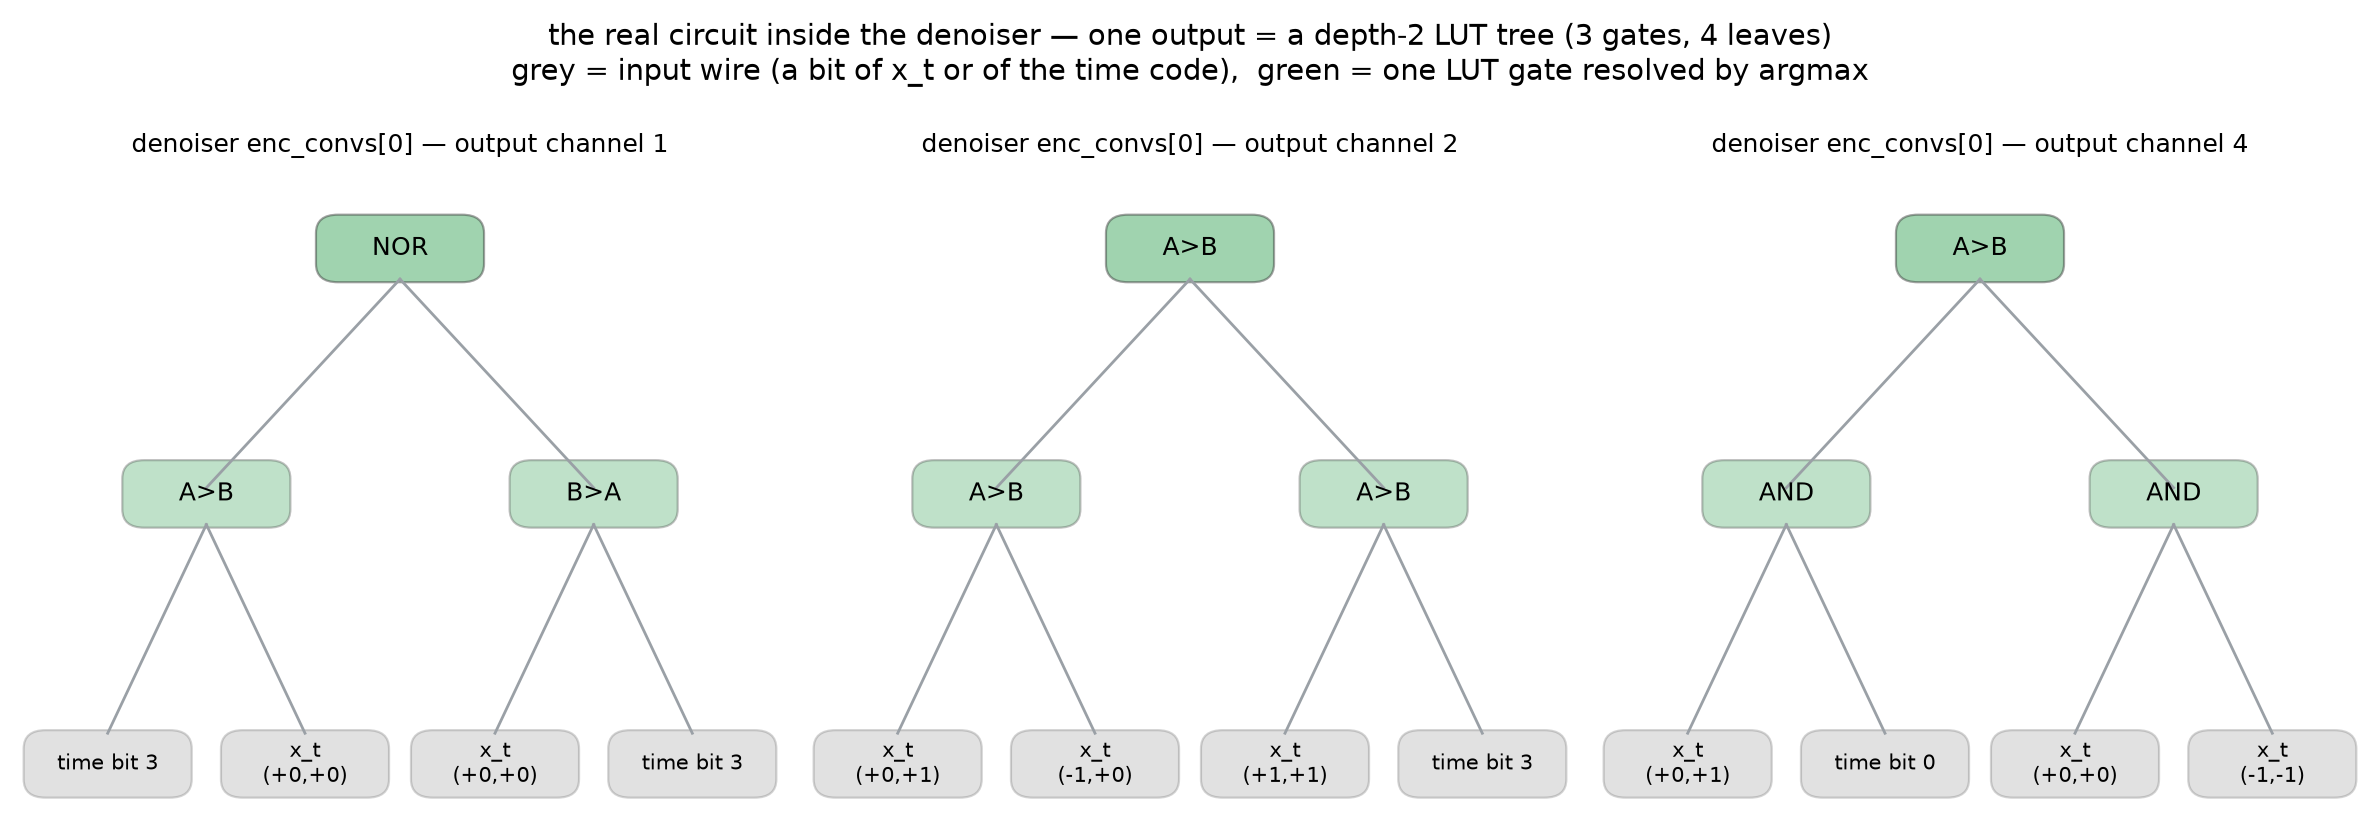 the real circuit inside the denoiser — one output = a depth-2 LUT tree (3 gates, 4 leaves)
grey = input wire (a bit of x_t or of the time code),  green = one LUT gate resolved by argmax
denoiser enc_convs[0] — output channel 1
NOR
A>B
B>A
time bit 3
x_t
(+0,+0)
x_t
(+0,+0)
time bit 3
denoiser enc_convs[0] — output channel 2
A>B
A>B
A>B
x_t
(+0,+1)
x_t
(-1,+0)
x_t
(+1,+1)
time bit 3
denoiser enc_convs[0] — output channel 4
A>B
AND
AND
x_t
(+0,+1)
time bit 0
x_t
(+0,+0)
x_t
(-1,-1)